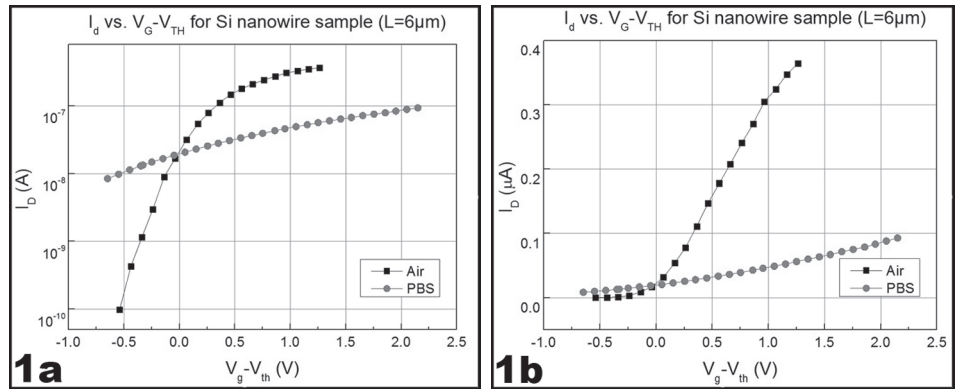 I_d vs. V_G-V_TH for Si nanowire sample (L=6µm)
10^-7
10^-8
10^-9
10^-10
I_D (A)
Air
PBS
-1.0 -0.5 0.0 0.5 1.0 1.5 2.0 2.5
V_g-V_th (V)
1a
I_d vs. V_G-V_TH for Si nanowire sample (L=6µm)
0.4
0.3
0.2
0.1
0.0
I_D (µA)
Air
PBS
-1.0 -0.5 0.0 0.5 1.0 1.5 2.0 2.5
V_g-V_th (V)
1b